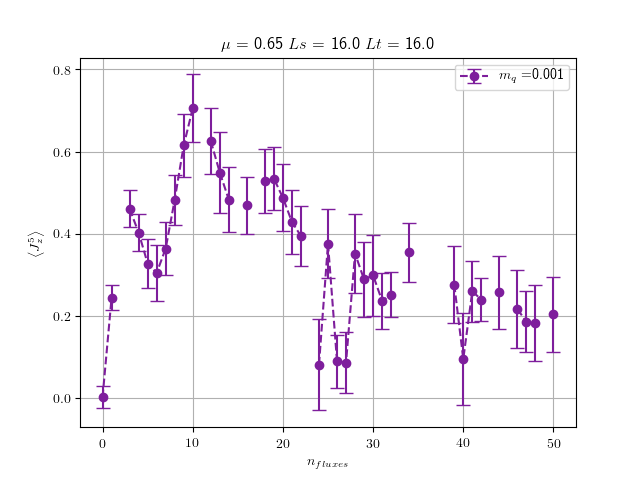 μ = 0.65 Ls = 16.0 Lt = 16.0
m_q =0.001
⟨J_z^5⟩
0.8
0.6
0.4
0.2
0.0
0 10 20 30 40 50
n_fluxes